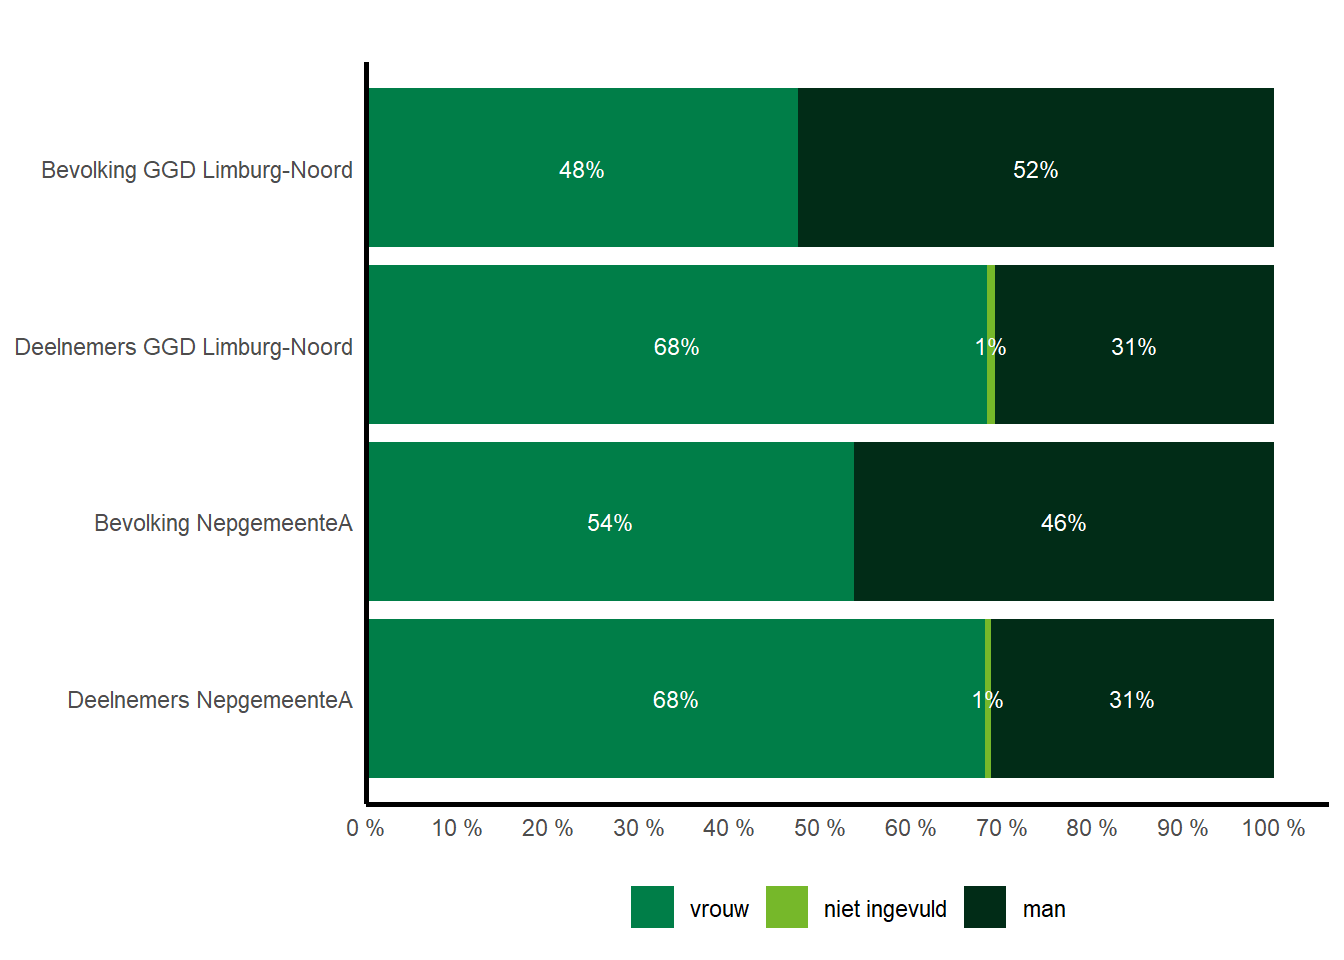 Bevolking GGD Limburg-Noord 48% 52%
Deelnemers GGD Limburg-Noord 68% 1% 31%
Bevolking NepgemeenteA 54% 46%
Deelnemers NepgemeenteA 68% 1% 31%
0 % 10 % 20 % 30 % 40 % 50 % 60 % 70 % 80 % 90 % 100 %
vrouw niet ingevuld man